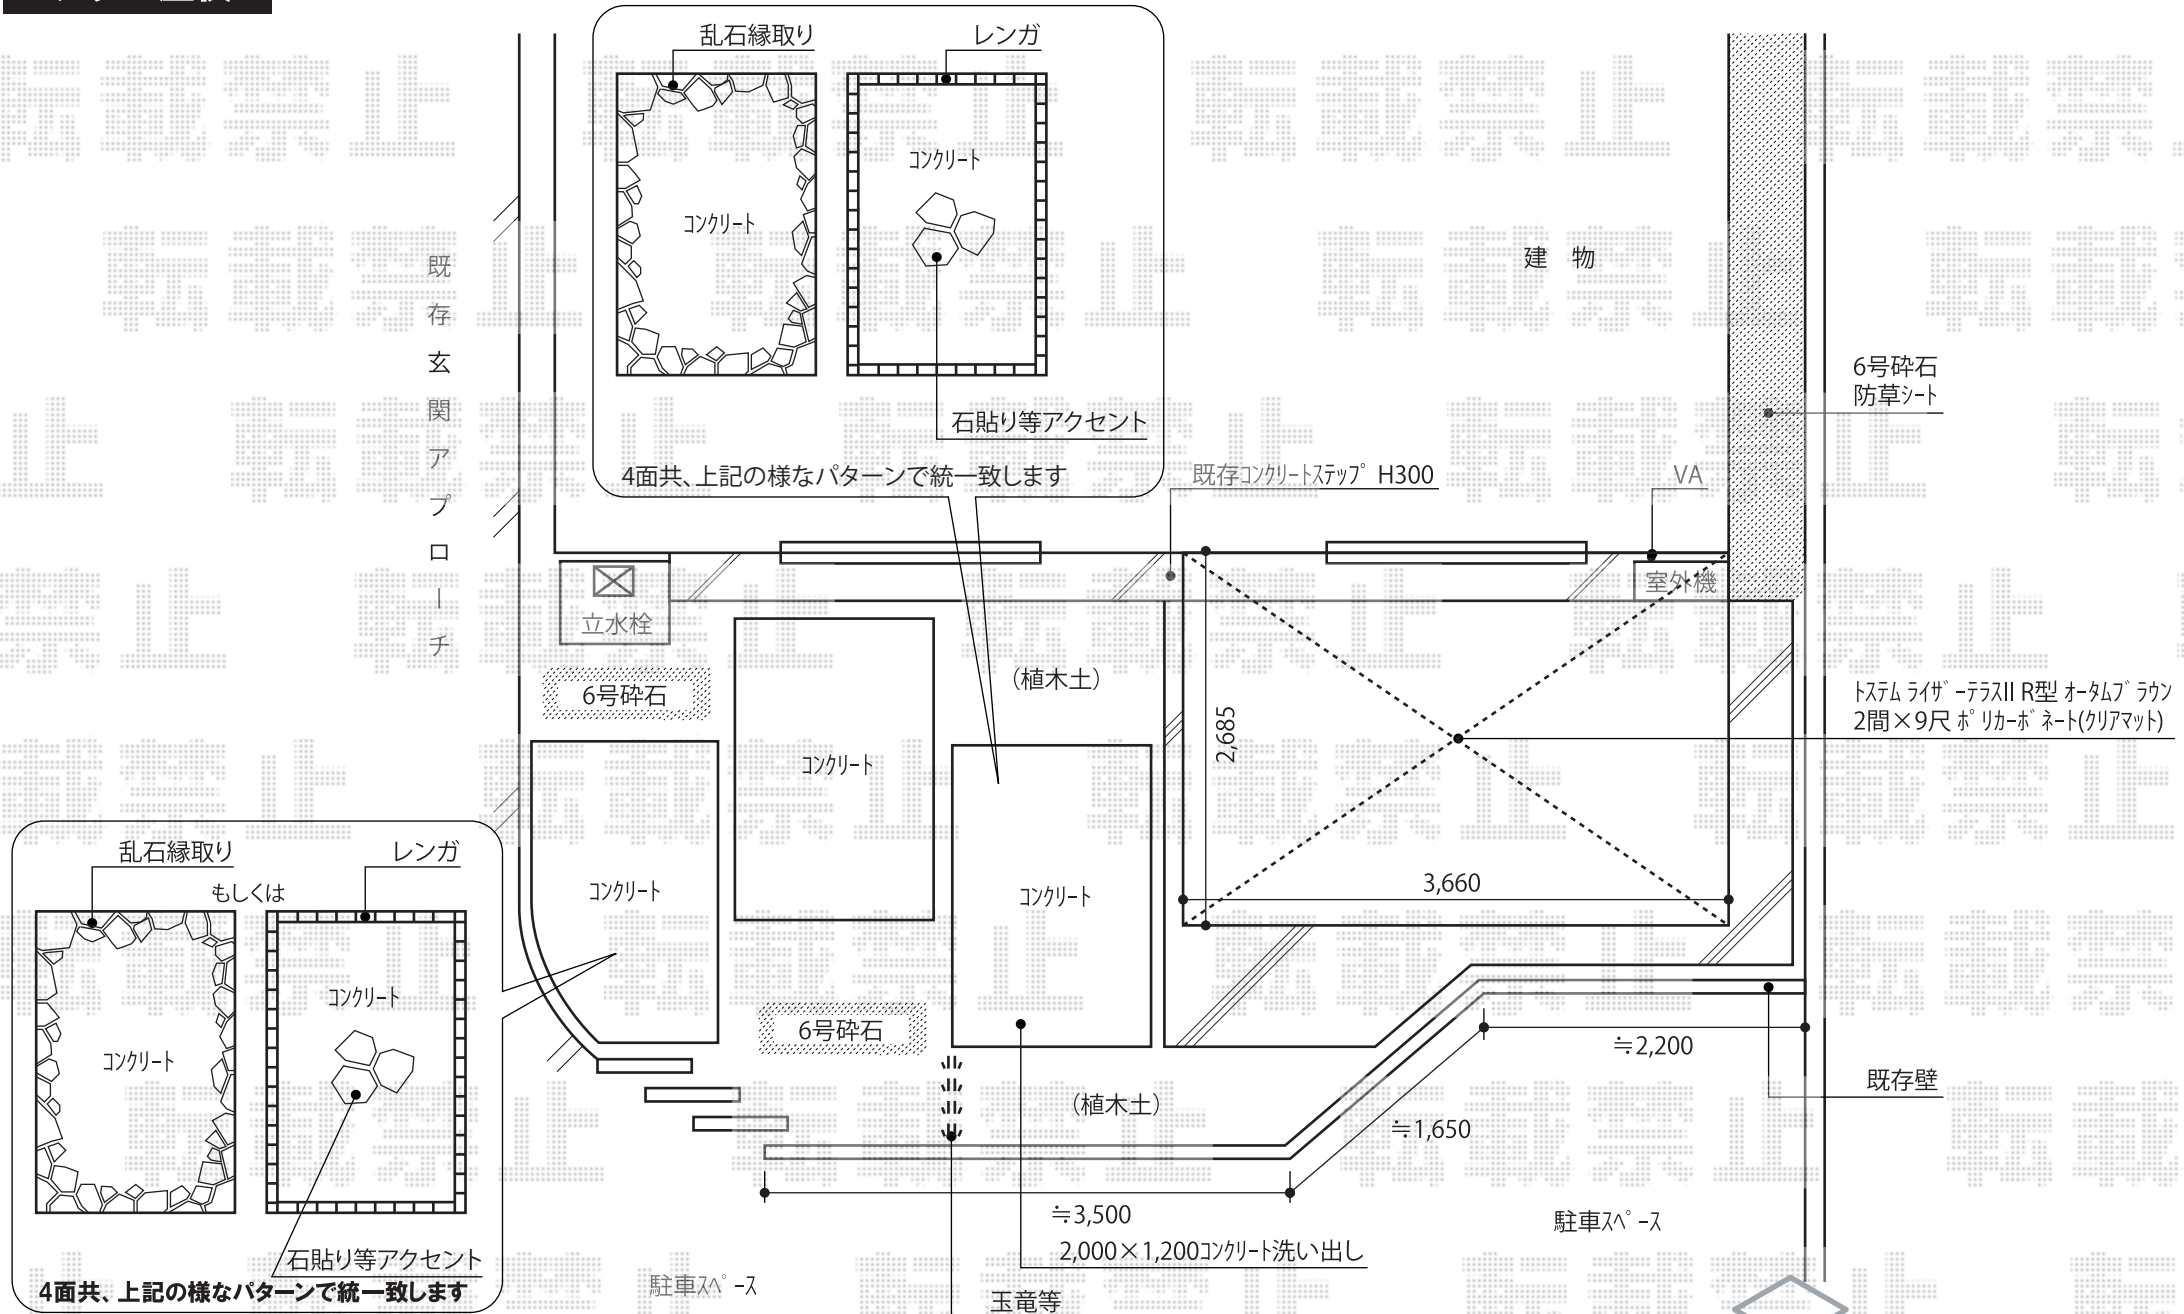 乱石縁取り
レンガ
コンクリート
コンクリート
石貼り等アクセント
4面共、上記の様なパターンで統一致します
既存玄関アプローチ
建 物
6号砕石
防草シート
既存コンクリートステップ H300
VA
室外機
立水栓
6号砕石
(植木土)
2,685
トステム ライザーテラスII R型 オータムブラウン
2間×9尺 ポリカーボネート(クリアマット)
コンクリート
コンクリート
コンクリート
3,660
乱石縁取り
レンガ
もしくは
コンクリート
コンクリート
石貼り等アクセント
4面共、上記の様なパターンで統一致します
6号砕石
≒2,200
既存壁
(植木土)
≒1,650
≒3,500
2,000×1,200コンクリート洗い出し
駐車スペース
駐車スペース
玉竜等
転載禁止